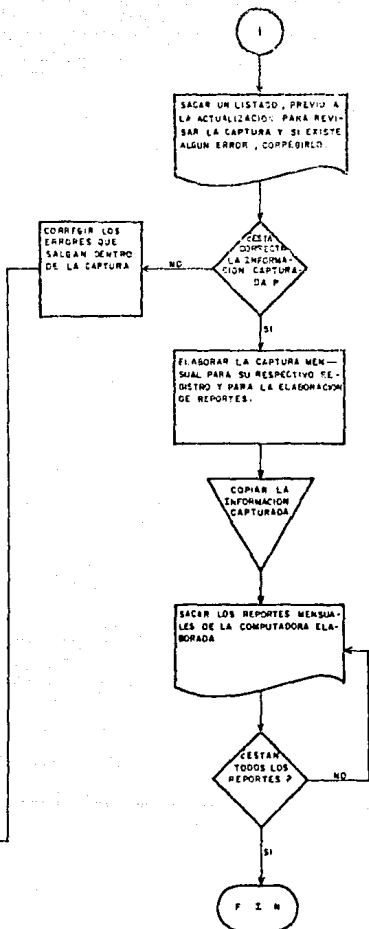 1
SACAR UN LISTADO, PREVIO A
LA ACTUALIZACION PARA REVI-
SAR LA CAPTURA Y SI EXISTE
ALGUN ERROR, CORREGIRLO.
CORREGIR LOS
ERRORES QUE
SALGAN DENTRO
DE LA CAPTURA
NO
¿ESTA
CORRECTA
LA INFORMA-
CION CAPTURA-
DA ?
SI
ELABORAR LA CAPTURA MEN-
SUAL PARA SU RESPECTIVO RE-
GISTRO Y PARA LA ELABORACION
DE REPORTES.
COPIAR LA
INFORMACION
CAPTURADA
SACAR LOS REPORTES MENSUA-
LES DE LA COMPUTADORA ELA-
BORADA
¿ESTAN
TODOS LOS
REPORTES ?
NO
SI
F I N